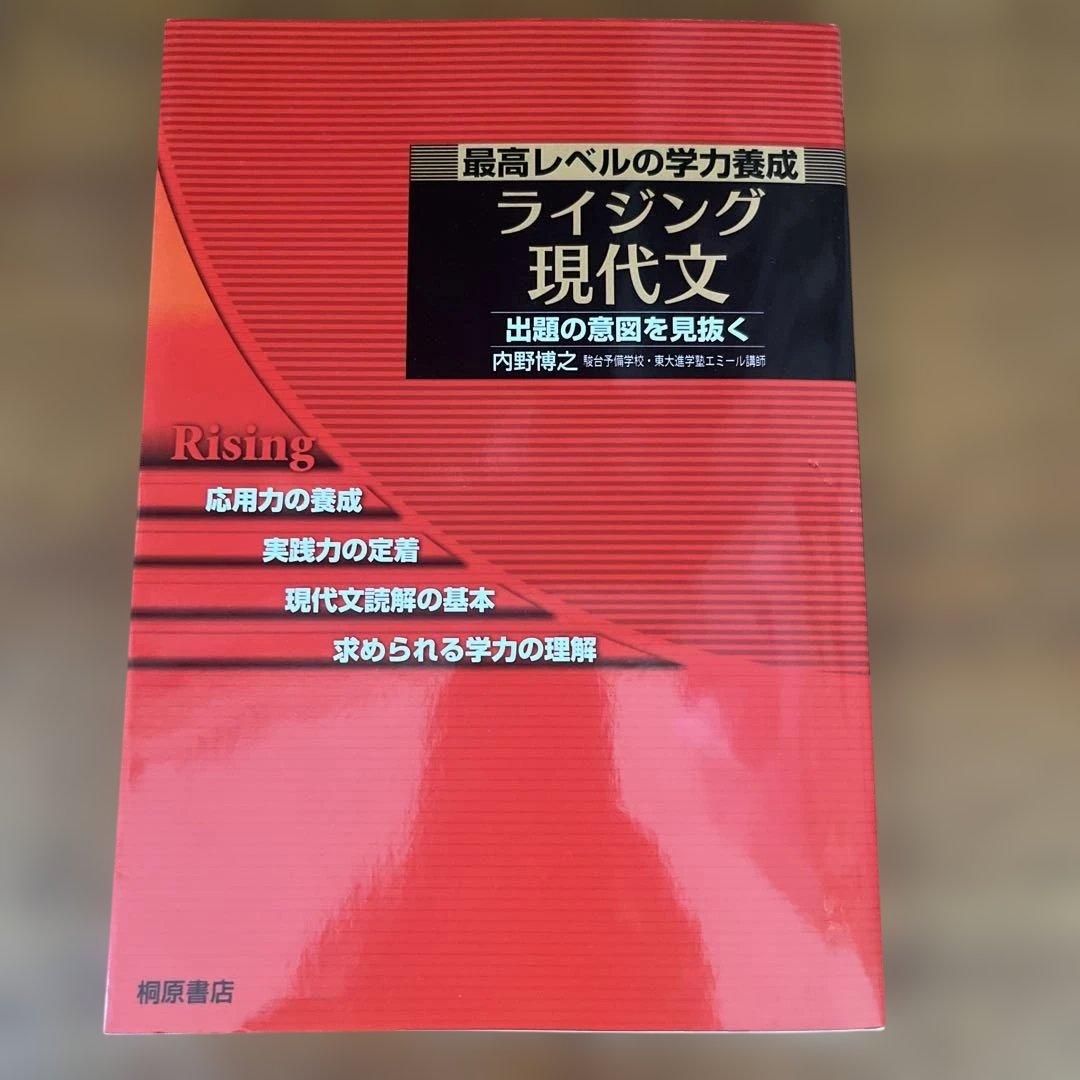 最高レベルの学力養成
ライジング
現代文
出題の意図を見抜く
内野博之 駿台予備学校・東大進学塾エミール講師
Rising
応用力の養成
実践力の定着
現代文読解の基本
求められる学力の理解
桐原書店